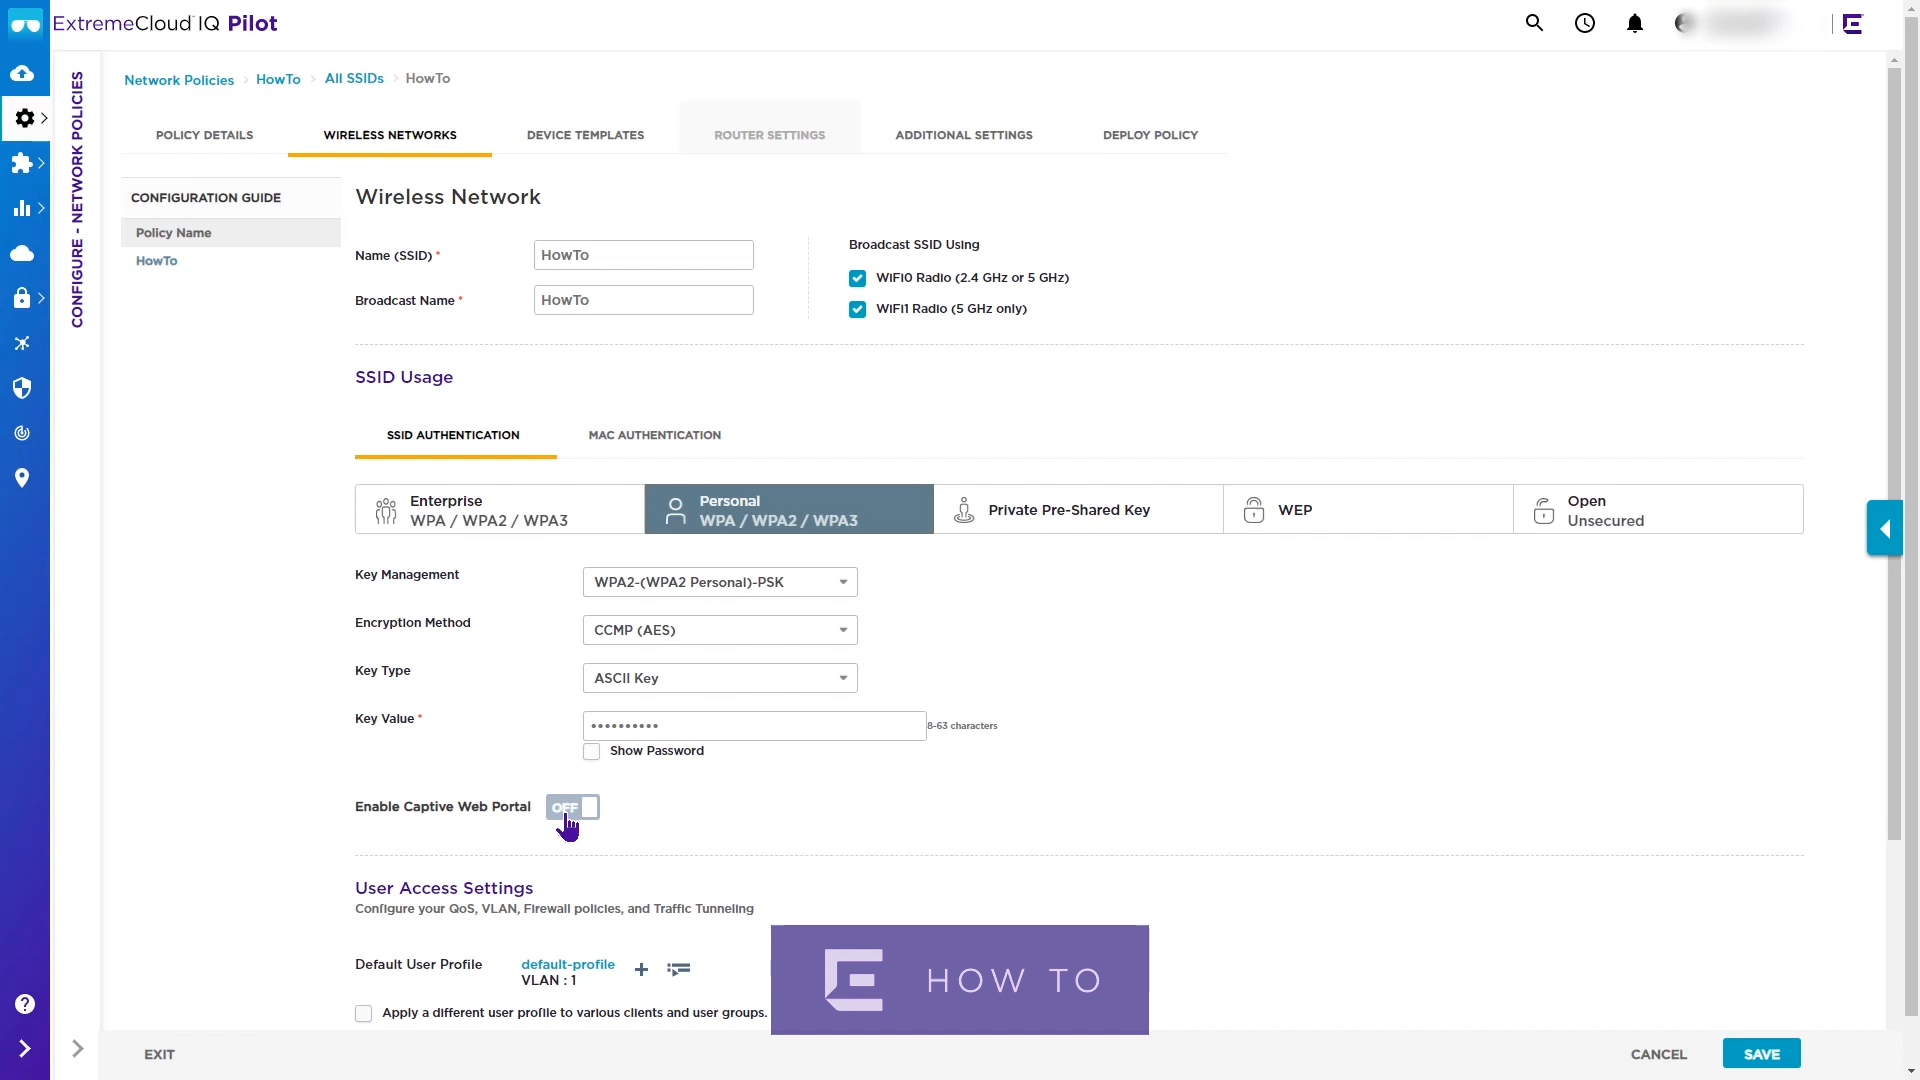 ExtremeCloud IQ Pilot
CONFIGURE - NETWORK POLICIES
Network Policies > HowTo > All SSIDs > HowTo
POLICY DETAILS
WIRELESS NETWORKS
DEVICE TEMPLATES
ROUTER SETTINGS
ADDITIONAL SETTINGS
DEPLOY POLICY
CONFIGURATION GUIDE
Policy Name
HowTo
Wireless Network
Name (SSID) *
HowTo
Broadcast Name *
HowTo
Broadcast SSID Using
WiFi0 Radio (2.4 GHz or 5 GHz)
WiFi1 Radio (5 GHz only)
SSID Usage
SSID AUTHENTICATION
MAC AUTHENTICATION
Enterprise
WPA / WPA2 / WPA3
Personal
WPA / WPA2 / WPA3
Private Pre-Shared Key
WEP
Open
Unsecured
Key Management
WPA2-(WPA2 Personal)-PSK
Encryption Method
CCMP (AES)
Key Type
ASCII Key
Key Value *
••••••••••
8-63 characters
Show Password
Enable Captive Web Portal
OFF
User Access Settings
Configure your QoS, VLAN, Firewall policies, and Traffic Tunneling
Default User Profile
default-profile
VLAN : 1
Apply a different user profile to various clients and user groups.
HOW TO
EXIT
CANCEL
SAVE